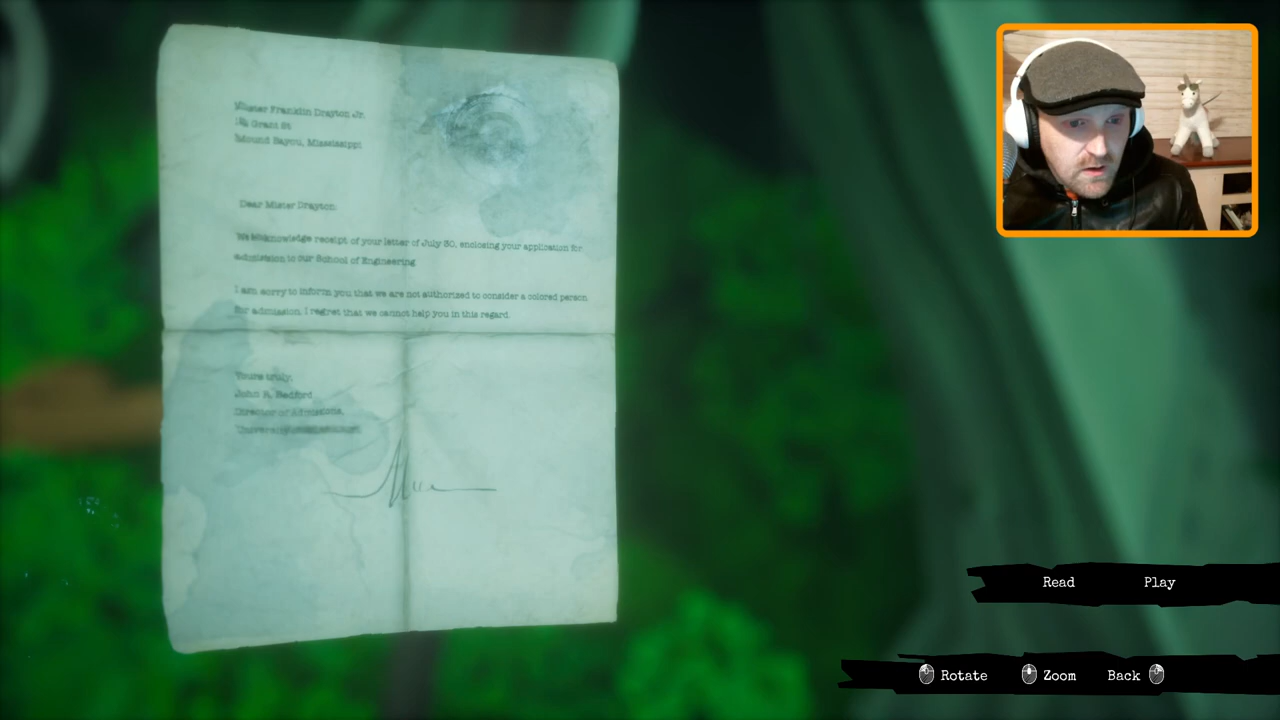 Mister Franklin Drayton Jr.
Grant St
Mound Bayou, Mississippi
Dear Mister Drayton:
We acknowledge receipt of your letter of July 30, enclosing your application for
admission to our School of Engineering
I am sorry to inform you that we are not authorized to consider a colored person
for admission. I regret that we cannot help you in this regard
Yours truly,
John R. Bedford
Director of Admissions,
Read Play
Rotate Zoom Back